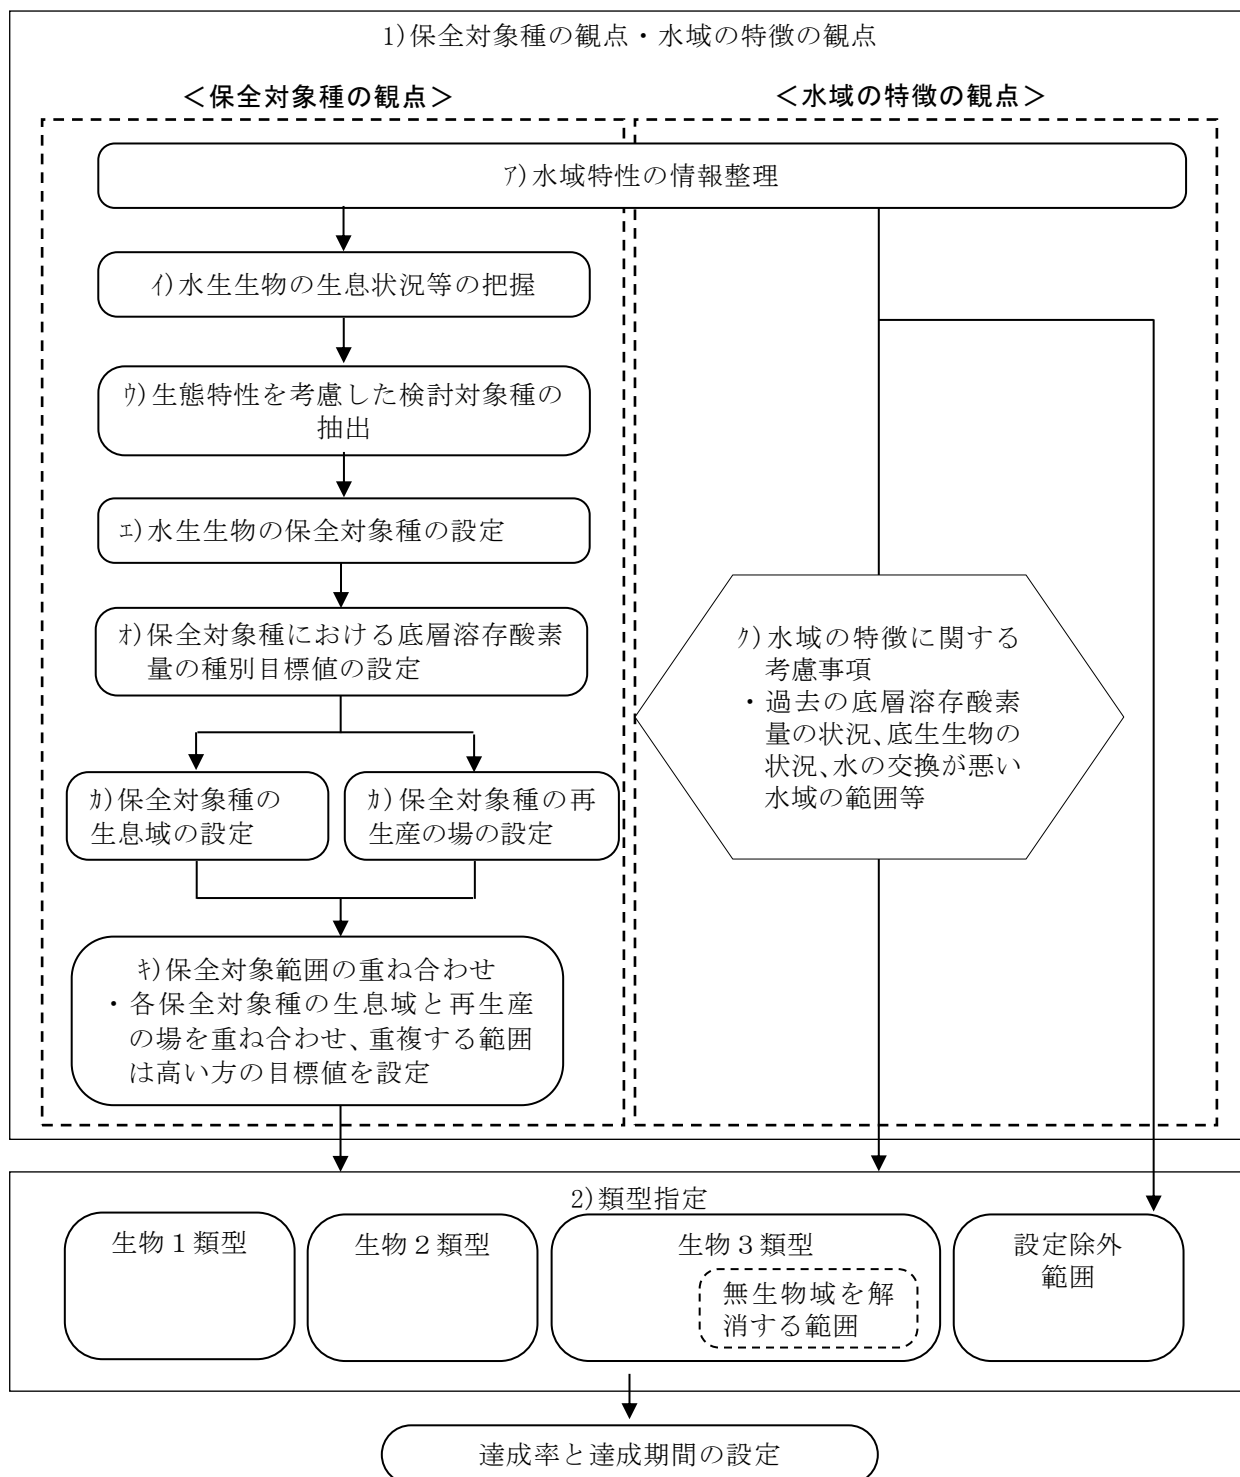 1)保全対象種の観点・水域の特徴の観点
＜保全対象種の観点＞
＜水域の特徴の観点＞
ｱ)水域特性の情報整理
ｲ)水生生物の生息状況等の把握
ｳ)生態特性を考慮した検討対象種の
抽出
ｴ)水生生物の保全対象種の設定
ｵ)保全対象種における底層溶存酸素
量の種別目標値の設定
ｶ)保全対象種の
生息域の設定
ｶ)保全対象種の再
生産の場の設定
ｷ)保全対象範囲の重ね合わせ
・各保全対象種の生息域と再生産
の場を重ね合わせ、重複する範囲
は高い方の目標値を設定
ｸ)水域の特徴に関する
考慮事項
・過去の底層溶存酸素
量の状況、底生生物の
状況、水の交換が悪い
水域の範囲等
2)類型指定
生物１類型
生物２類型
生物３類型
無生物域を解
消する範囲
設定除外
範囲
達成率と達成期間の設定